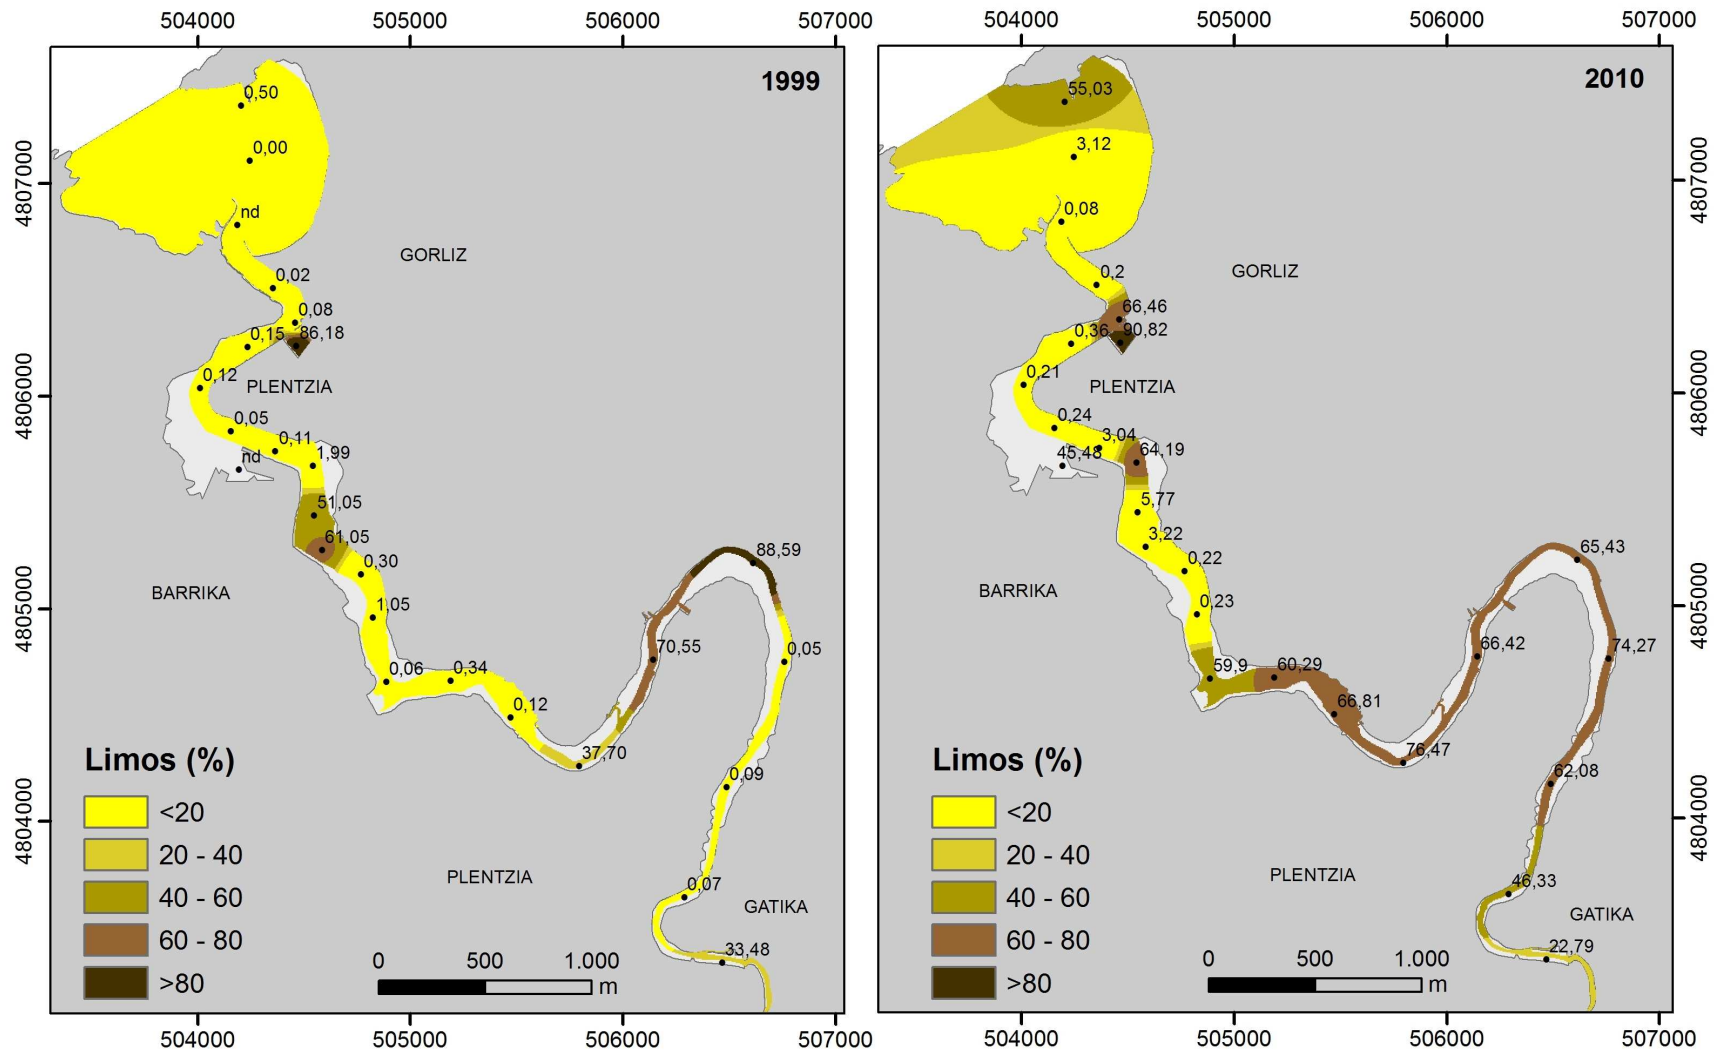 504000 505000 506000 507000
1999
0,50
0,00
nd
GORLIZ
0,02
0,08
0,15
86,18
0,12
PLENTZIA
0,05
0,11
nd
1,99
51,05
61,05
88,59
0,30
BARRIKA
1,05
70,55
0,05
0,06
0,34
0,12
37,70
0,09
PLENTZIA
0,07
GATIKA
33,48
Limos (%)
<20
20 - 40
40 - 60
60 - 80
>80
0 500 1.000
m
4807000
4806000
4805000
4804000
504000 505000 506000 507000
504000 505000 506000 507000
2010
55,03
3,12
0,08
0,2
GORLIZ
66,46
0,36
90,82
0,21
PLENTZIA
0,24
3,04
45,48
64,19
5,77
3,22
65,43
0,22
BARRIKA
0,23
66,42
74,27
59,9
60,29
66,81
76,47
62,08
PLENTZIA
46,33
GATIKA
22,79
Limos (%)
<20
20 - 40
40 - 60
60 - 80
>80
0 500 1.000
m
4807000
4806000
4805000
4804000
504000 505000 506000 507000